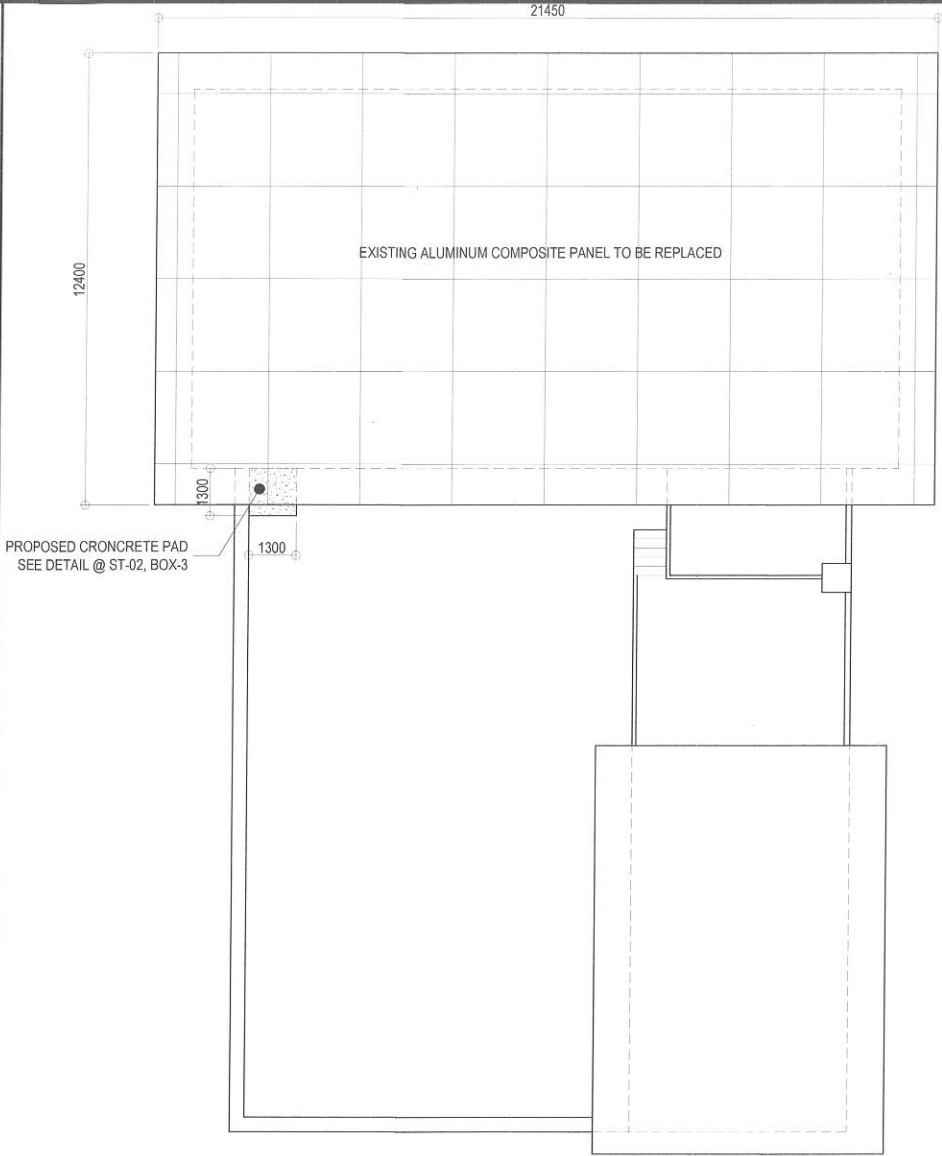 21450
12400
EXISTING ALUMINUM COMPOSITE PANEL TO BE REPLACED
1300
1300
PROPOSED CRONCRETE PAD
SEE DETAIL @ ST-02, BOX-3